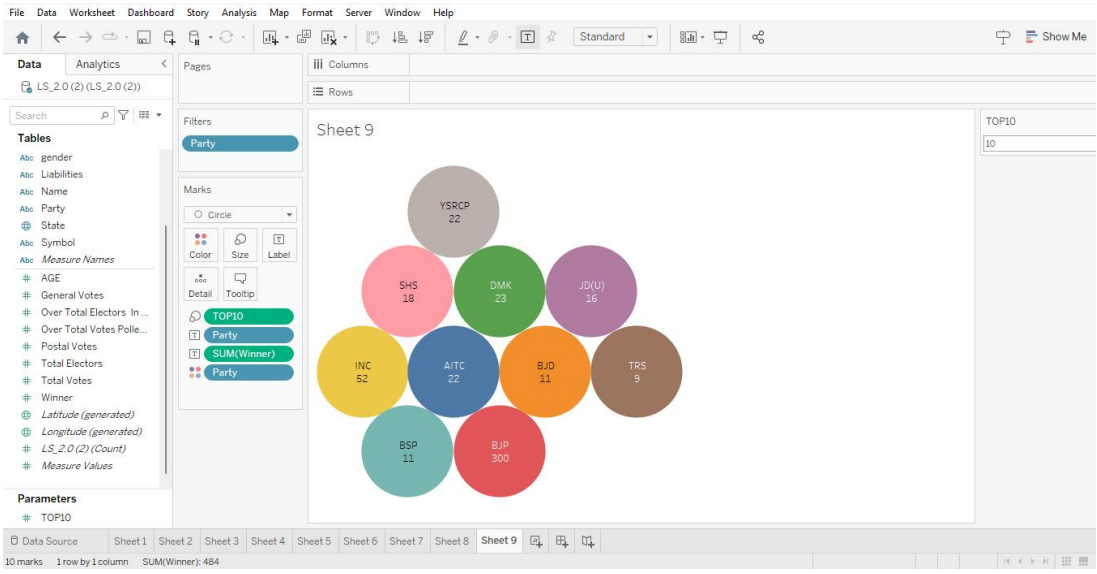 File Data Worksheet Dashboard Story Analysis Map Format Server Window Help
Standard
Show Me
Data Analytics
LS_2.0 (2) (LS_2.0 (2))
Search
Tables
Abc gender
Abc Liabilities
Abc Name
Abc Party
State
Abc Symbol
Abc Measure Names
# AGE
# General Votes
# Over Total Electors In ...
# Over Total Votes Polle...
# Postal Votes
# Total Electors
# Total Votes
# Winner
Latitude (generated)
Longitude (generated)
# LS_2.0 (2) (Count)
# Measure Values
Parameters
# TOP10
Pages
Filters
Party
Marks
Circle
Color Size Label
Detail Tooltip
TOP10
Party
SUM(Winner)
Party
Columns
Rows
Sheet 9
YSRCP
22
SHS
18
DMK
23
JD(U)
16
INC
52
AITC
22
BJD
11
TRS
9
BSP
11
BJP
300
TOP10
10
Data Source Sheet 1 Sheet 2 Sheet 3 Sheet 4 Sheet 5 Sheet 6 Sheet 7 Sheet 8 Sheet 9
10 marks 1 row by 1 column SUM(Winner): 484